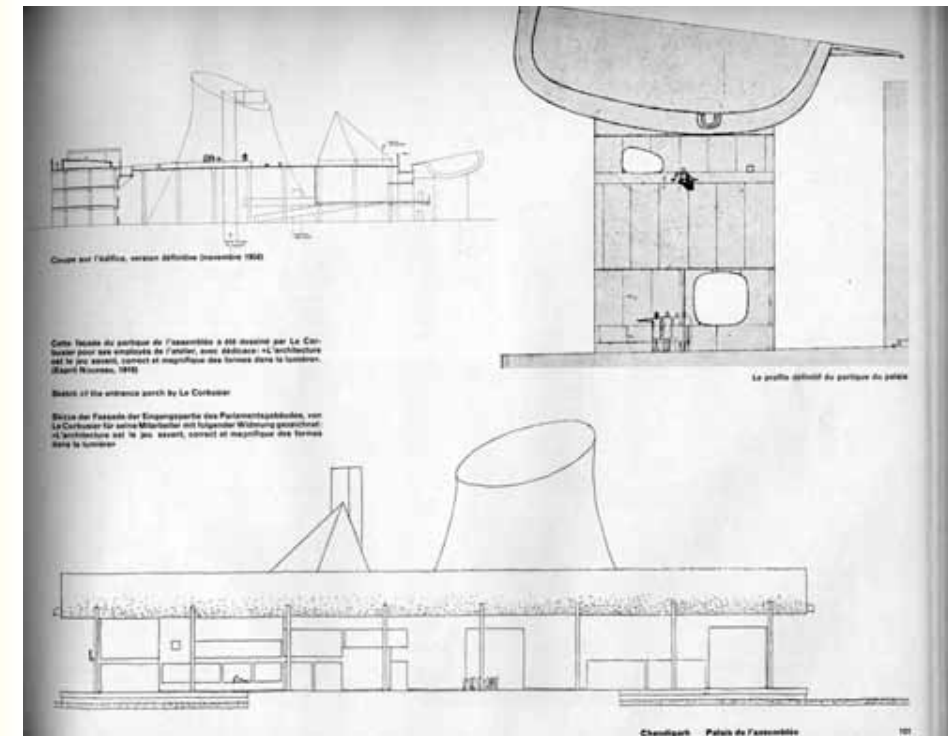 Coupe sur l'édifice, version définitive (novembre 1956)
Cette façade du portique de l'assemblée a été dessiné par Le Cor-
busier pour ses employés de l'atelier, avec dédicace: «L'architecture
est le jeu savant, correct et magnifique des formes dans la lumière».
(Esprit Nouveau,
Sketch of the entrance porch by Le Corbusier
Skizze der Fassade der Eingangspartie des Parlamentsgebäudes, von
Le Corbusier für seine Mitarbeiter mit folgender Widmung gezeichnet:
«L'architecture est le jeu savant, correct et magnifique des formes
dans la lumière»
Le profile définitif du portique du palais
Chandigarh Palais de l'assemblée 101